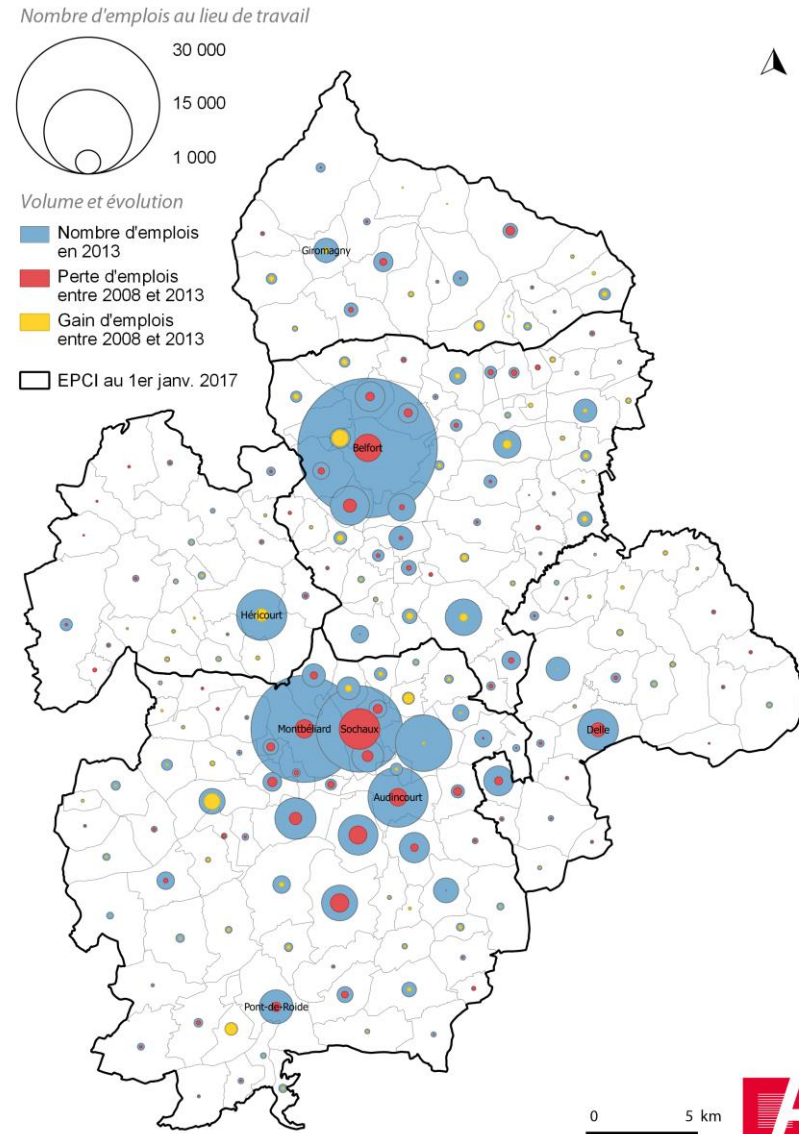 Nombre d'emplois au lieu de travail
30 000
15 000
1 000
Volume et évolution
Nombre d'emplois
en 2013
Perte d'emplois
entre 2008 et 2013
Gain d'emplois
entre 2008 et 2013
EPCI au 1er janv. 2017
Giromagny
Belfort
Héricourt
Montbéliard
Sochaux
Delle
Audincourt
Pont-de-Roide
0 5 km